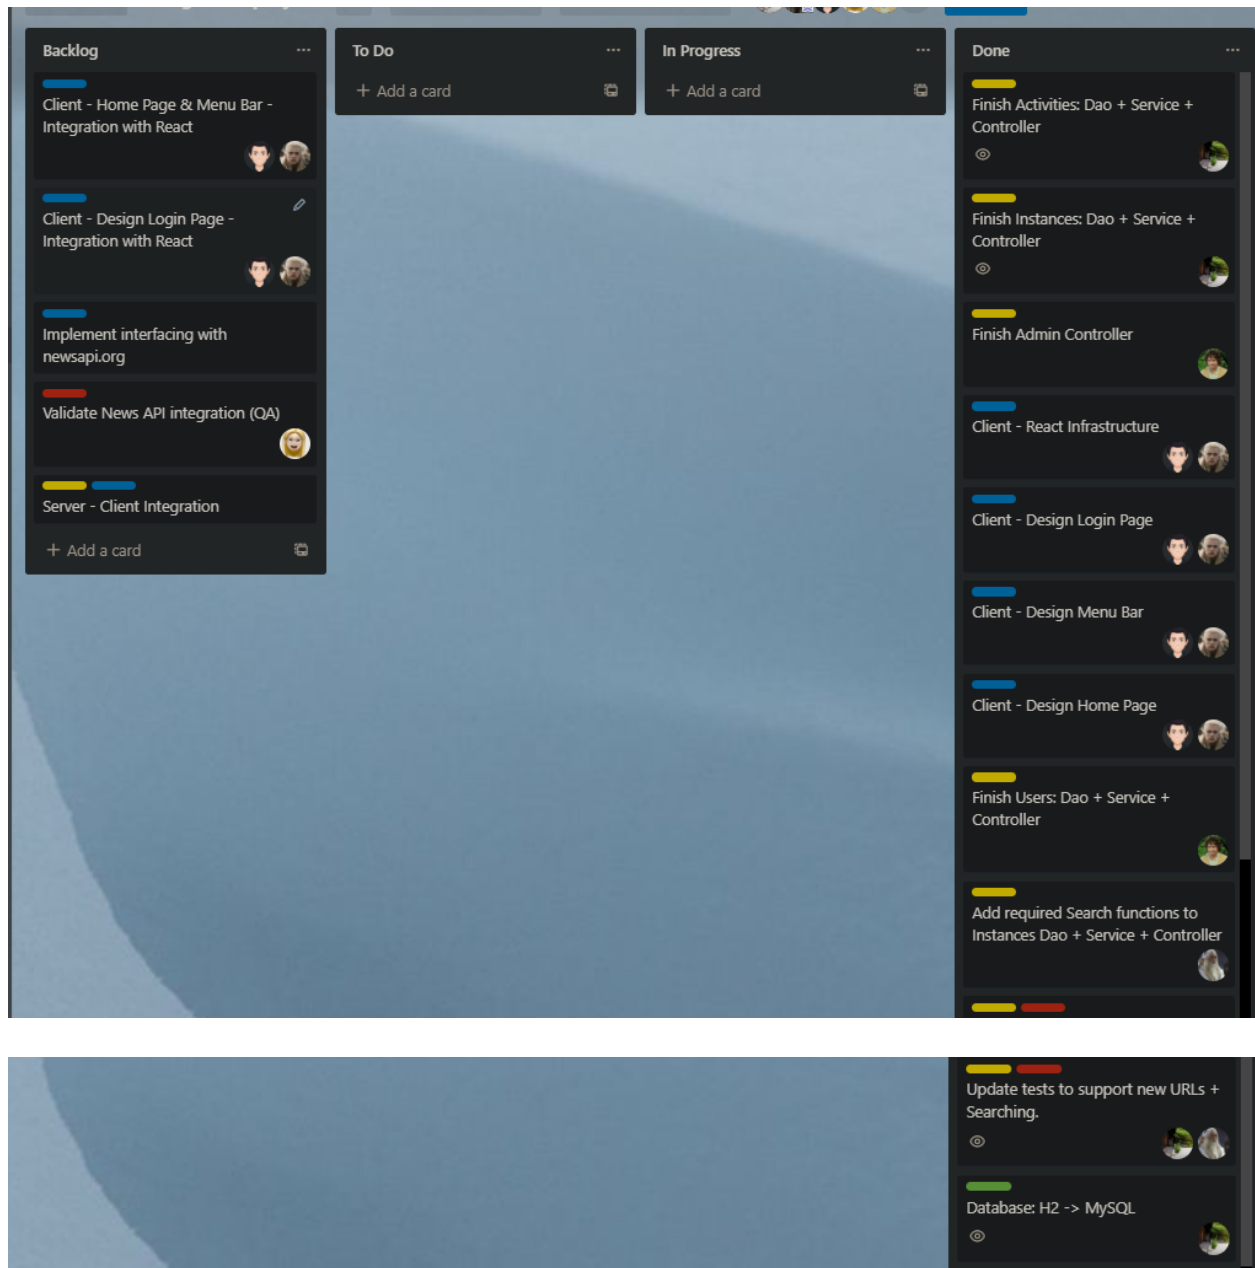 Backlog
Client - Home Page & Menu Bar -
Integration with React
Client - Design Login Page -
Integration with React
Implement interfacing with
newsapi.org
Validate News API integration (QA)
Server - Client Integration
+ Add a card
To Do
+ Add a card
In Progress
+ Add a card
Done
Finish Activities: Dao + Service +
Controller
Finish Instances: Dao + Service +
Controller
Finish Admin Controller
Client - React Infrastructure
Client - Design Login Page
Client - Design Menu Bar
Client - Design Home Page
Finish Users: Dao + Service +
Controller
Add required Search functions to
Instances Dao + Service + Controller
Update tests to support new URLs +
Searching.
Database: H2 -> MySQL